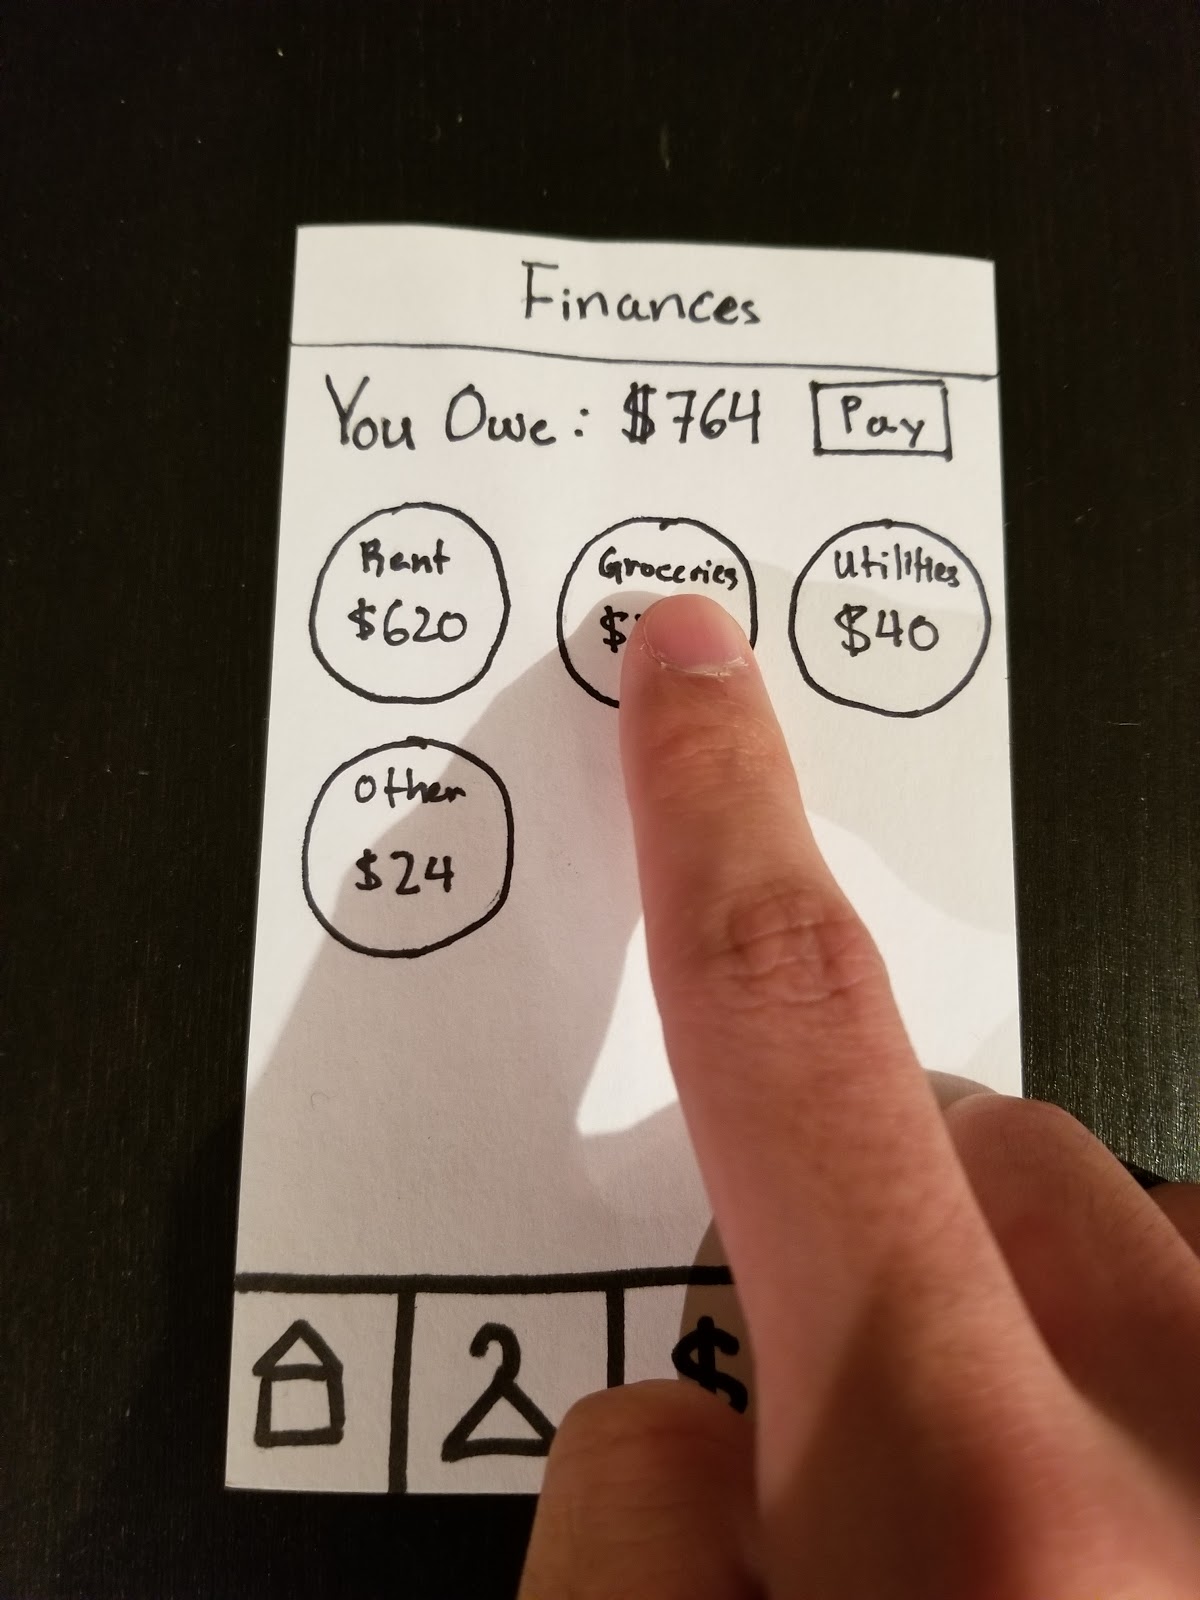 Finances
You Owe: $764 Pay
Rent
$620
Groceries
$
Utilities
$40
Other
$24
$